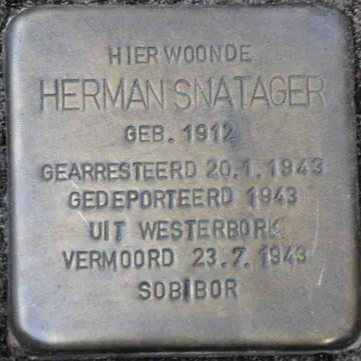 HIER WOONDE
HERMAN SNATAGER
GEB. 1912
GEARRESTEERD 20.1.1943
GEDEPORTEERD 1943
UIT WESTERBORK
VERMOORD 23.7.1943
SOBIBOR